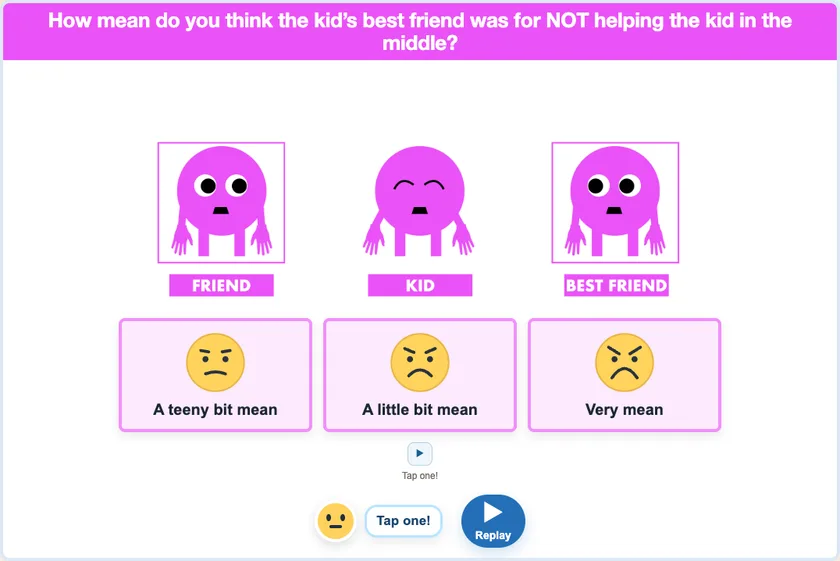 How mean do you think the kid’s best friend was for NOT helping the kid in the
middle?
FRIEND
KID
BEST FRIEND
A teeny bit mean
A little bit mean
Very mean
Tap one!
Tap one!
Replay